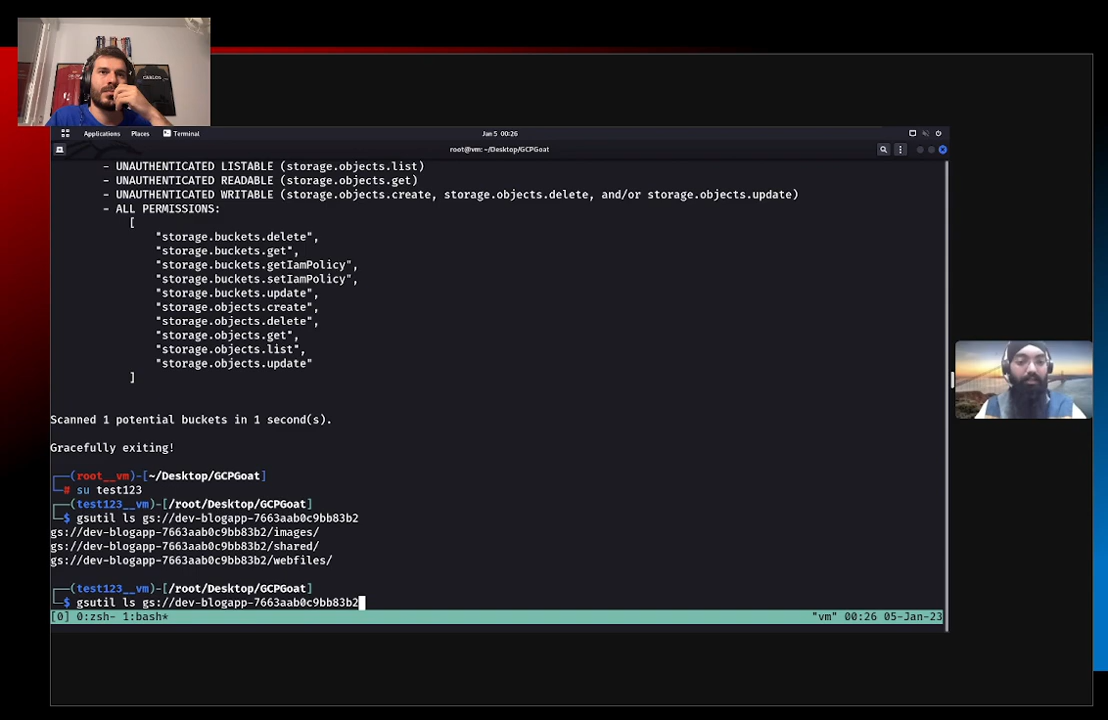 CARLOS
Applications Places Terminal Jan 5 00:26
root@vm: ~/Desktop/GCPGoat
- UNAUTHENTICATED LISTABLE (storage.objects.list)
- UNAUTHENTICATED READABLE (storage.objects.get)
- UNAUTHENTICATED WRITABLE (storage.objects.create, storage.objects.delete, and/or storage.objects.update)
- ALL PERMISSIONS:
[
"storage.buckets.delete",
"storage.buckets.get",
"storage.buckets.getIamPolicy",
"storage.buckets.setIamPolicy",
"storage.buckets.update",
"storage.objects.create",
"storage.objects.delete",
"storage.objects.get",
"storage.objects.list",
"storage.objects.update"
]
Scanned 1 potential buckets in 1 second(s).
Gracefully exiting!
┌──(root__vm)-[~/Desktop/GCPGoat]
└─# su test123
┌──(test123__vm)-[/root/Desktop/GCPGoat]
└─$ gsutil ls gs://dev-blogapp-7663aab0c9bb83b2
gs://dev-blogapp-7663aab0c9bb83b2/images/
gs://dev-blogapp-7663aab0c9bb83b2/shared/
gs://dev-blogapp-7663aab0c9bb83b2/webfiles/
┌──(test123__vm)-[/root/Desktop/GCPGoat]
└─$ gsutil ls gs://dev-blogapp-7663aab0c9bb83b2
[0] 0:zsh- 1:bash* "vm" 00:26 05-Jan-23